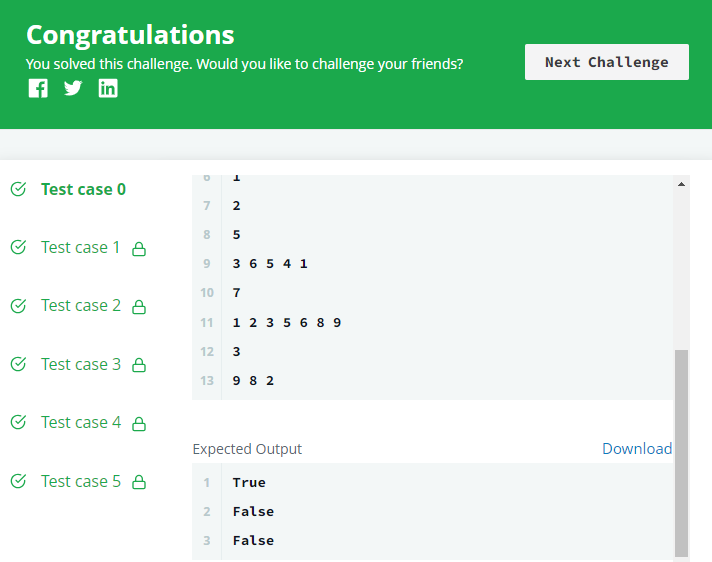 Congratulations
You solved this challenge. Would you like to challenge your friends?
Next Challenge
Test case 0
Test case 1
Test case 2
Test case 3
Test case 4
Test case 5
6 1
7 2
8 5
9 3 6 5 4 1
10 7
11 1 2 3 5 6 8 9
12 3
13 9 8 2
Expected Output
Download
1 True
2 False
3 False